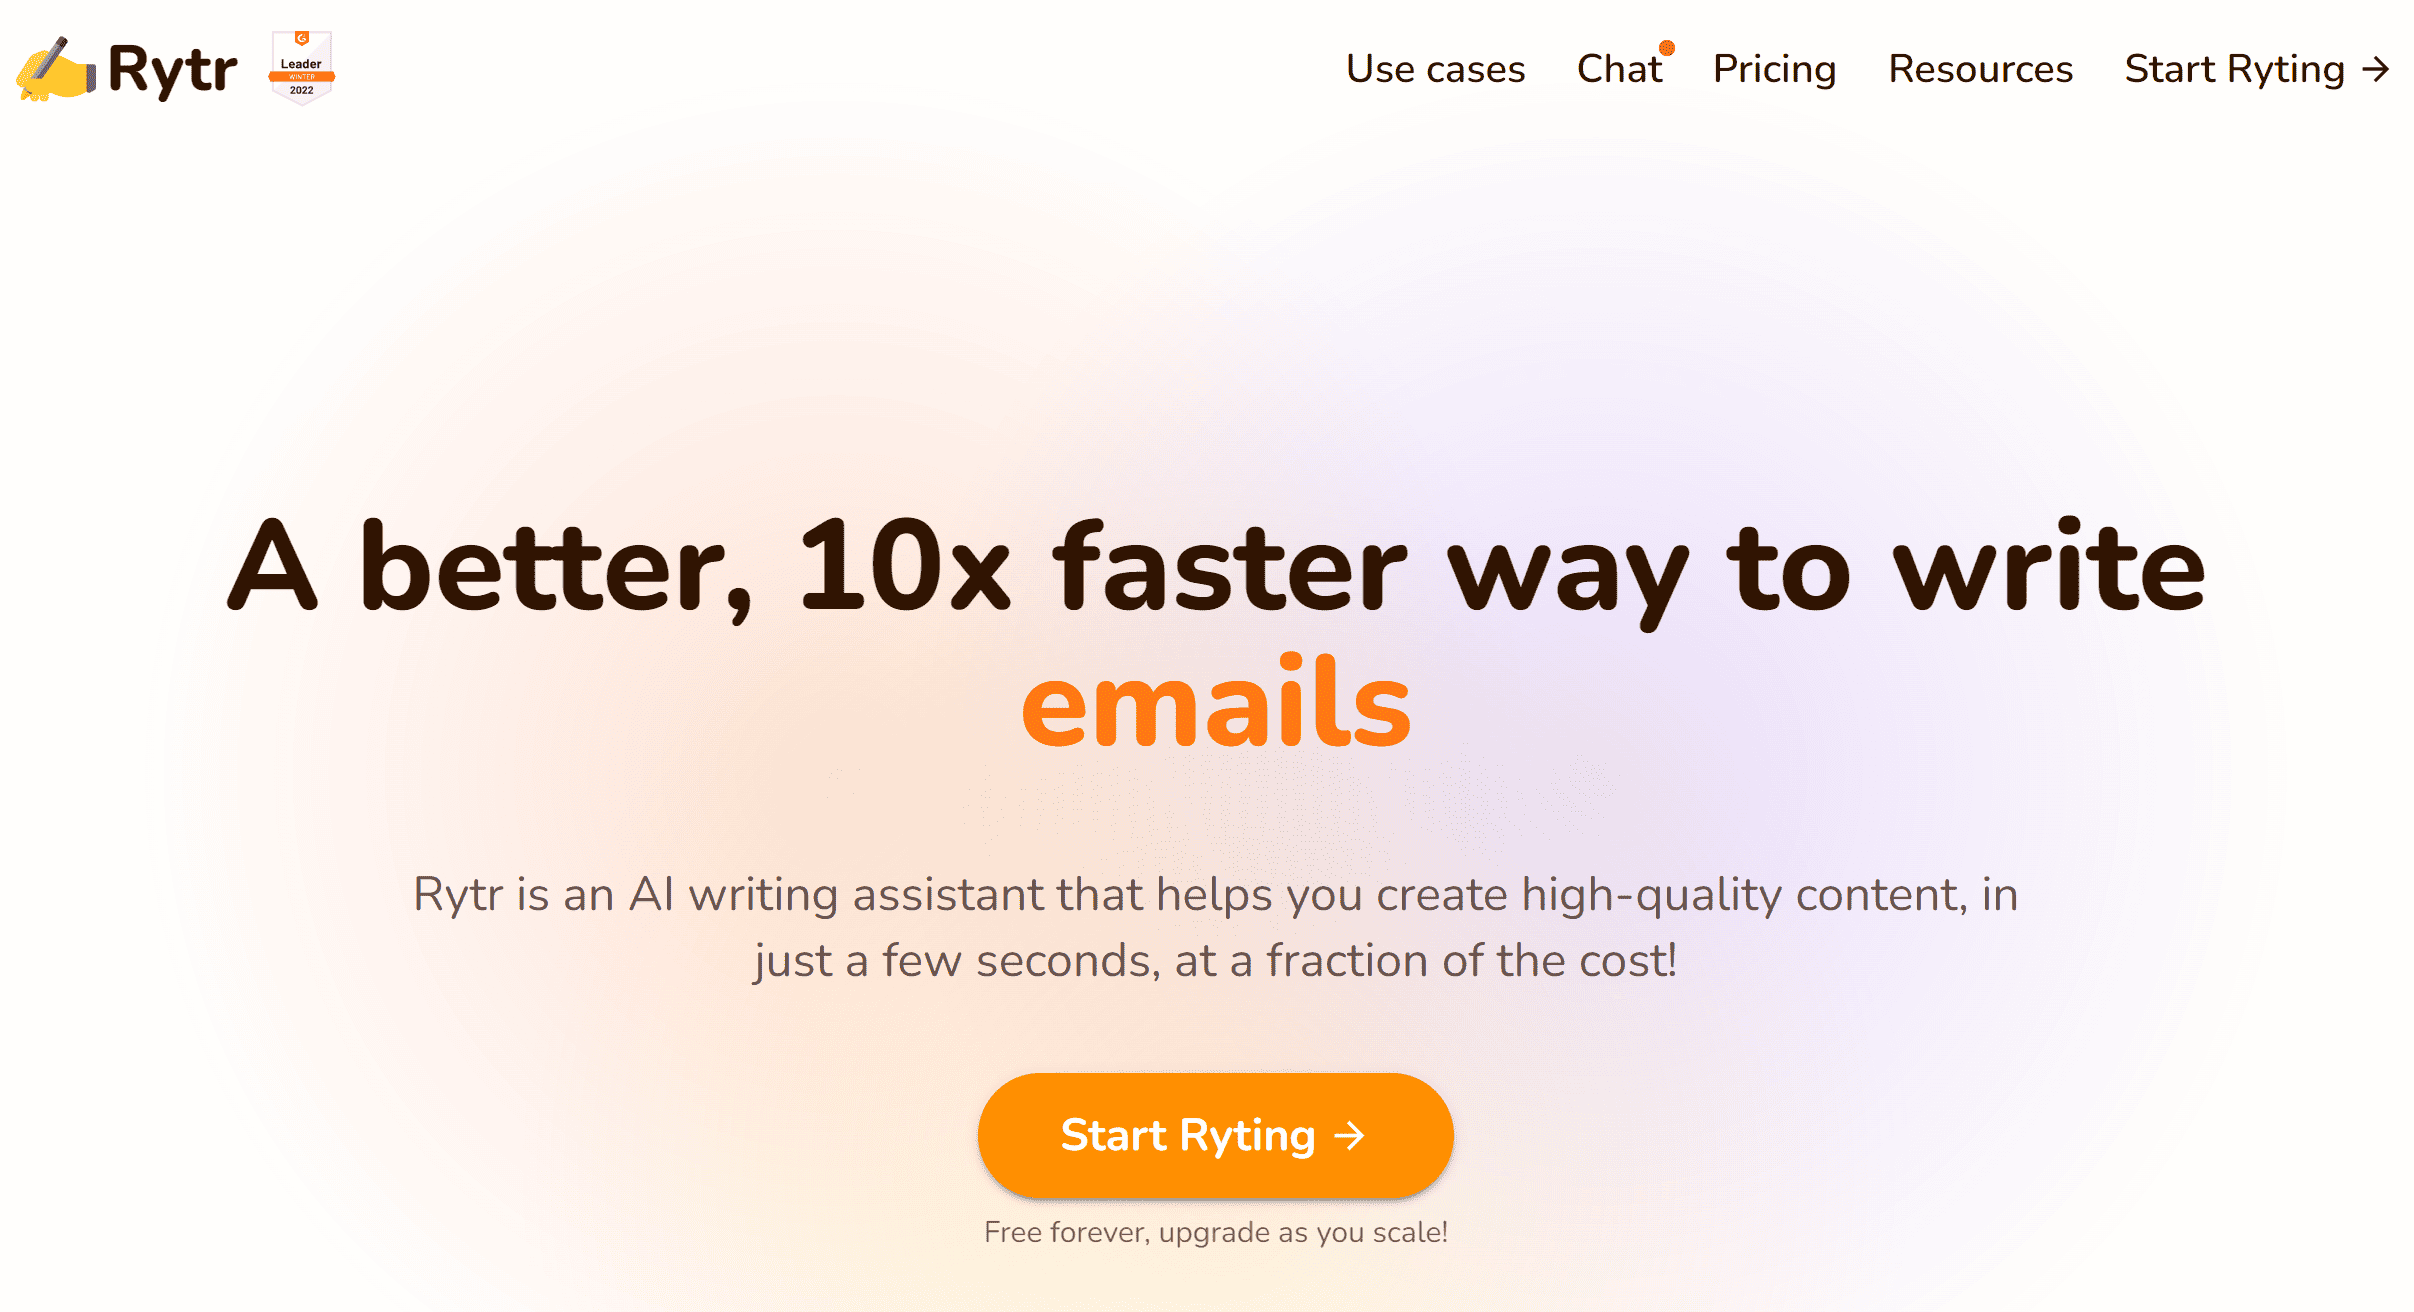 Rytr
Leader
WINTER
2022
Use cases
Chat
Pricing
Resources
Start Ryting →
A better, 10x faster way to write
emails
Rytr is an AI writing assistant that helps you create high-quality content, in
just a few seconds, at a fraction of the cost!
Start Ryting →
Free forever, upgrade as you scale!